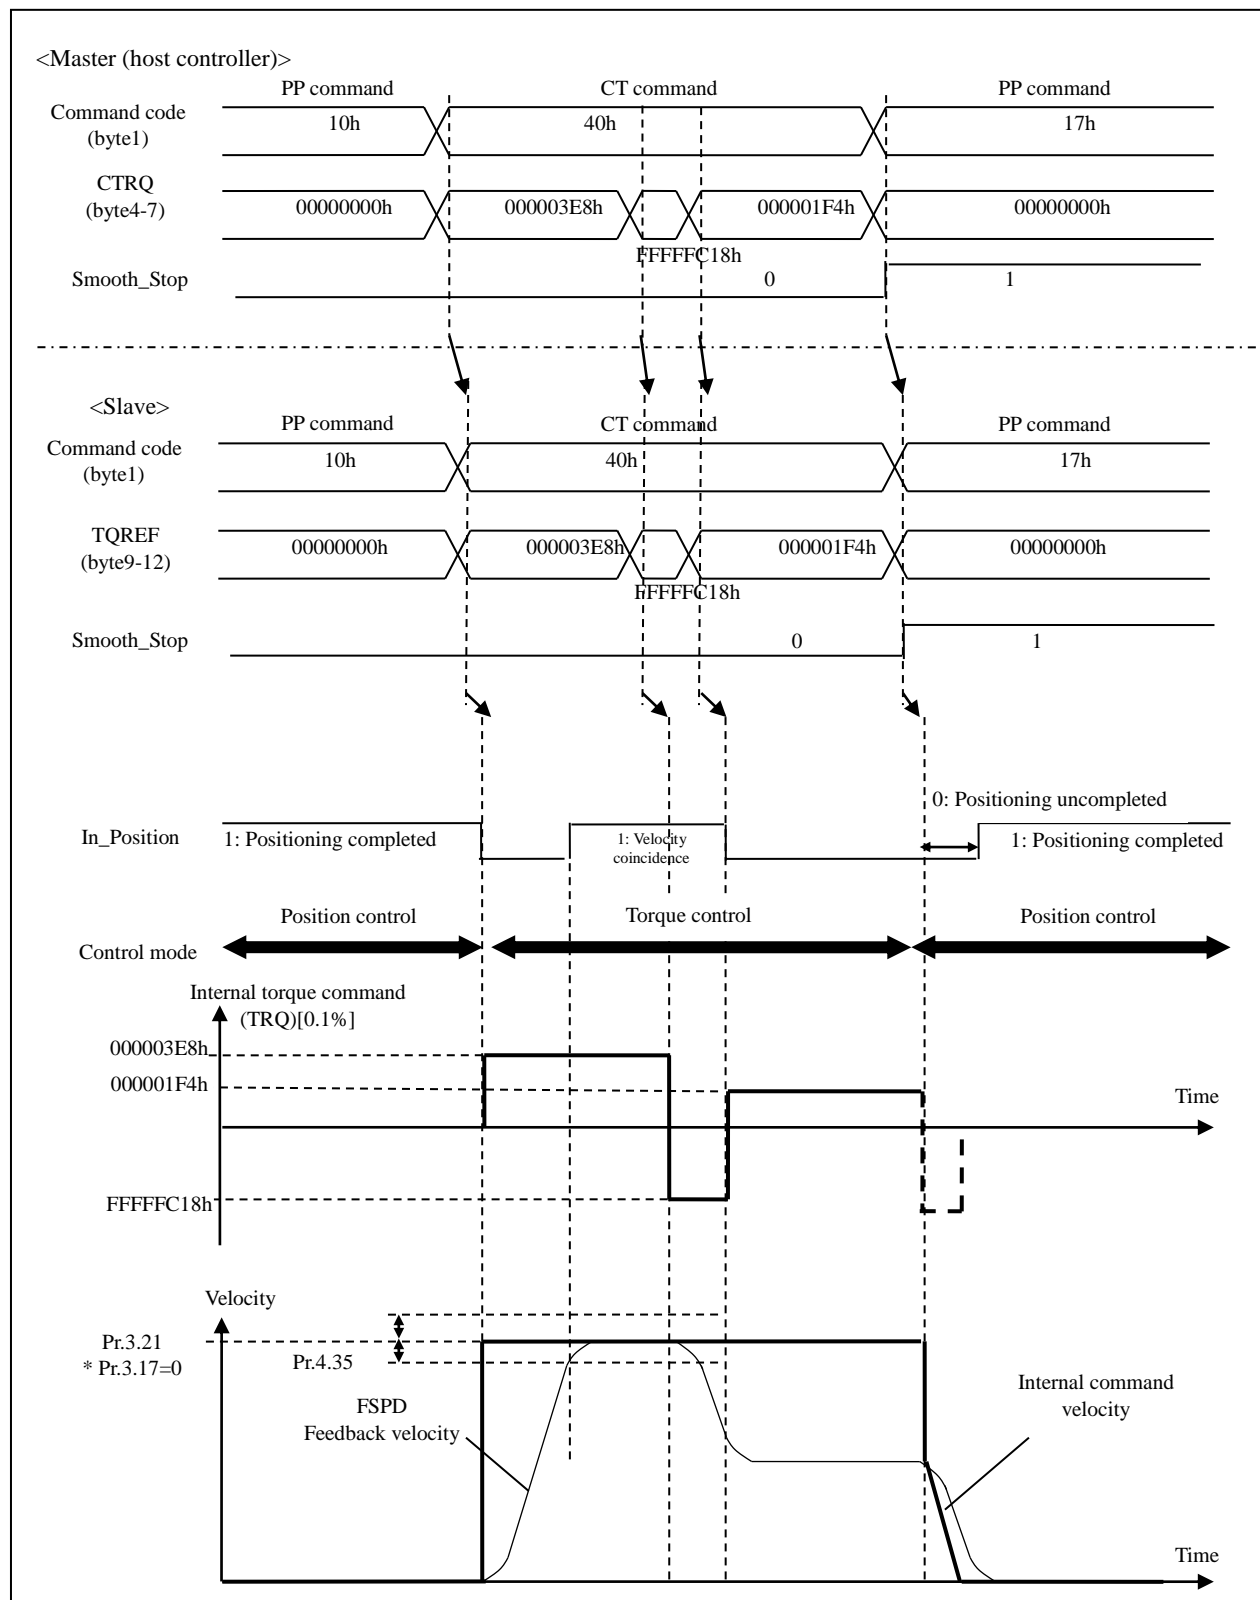 <Master (host controller)>
PP command
CT command
PP command
Command code
(byte1)
10h
40h
17h
CTRQ
(byte4-7)
00000000h
000003E8h
000001F4h
00000000h
FFFFFC18h
Smooth_Stop
0
1
<Slave>
PP command
CT command
PP command
Command code
(byte1)
10h
40h
17h
TQREF
(byte9-12)
00000000h
000003E8h
000001F4h
00000000h
FFFFFC18h
Smooth_Stop
0
1
0: Positioning uncompleted
In_Position
1: Positioning completed
1: Velocity
coincidence
1: Positioning completed
Position control
Torque control
Position control
Control mode
Internal torque command
(TRQ)[0.1%]
000003E8h
000001F4h
Time
FFFFFC18h
Velocity
Pr.3.21
* Pr.3.17=0
Pr.4.35
FSPD
Feedback velocity
Internal command
velocity
Time